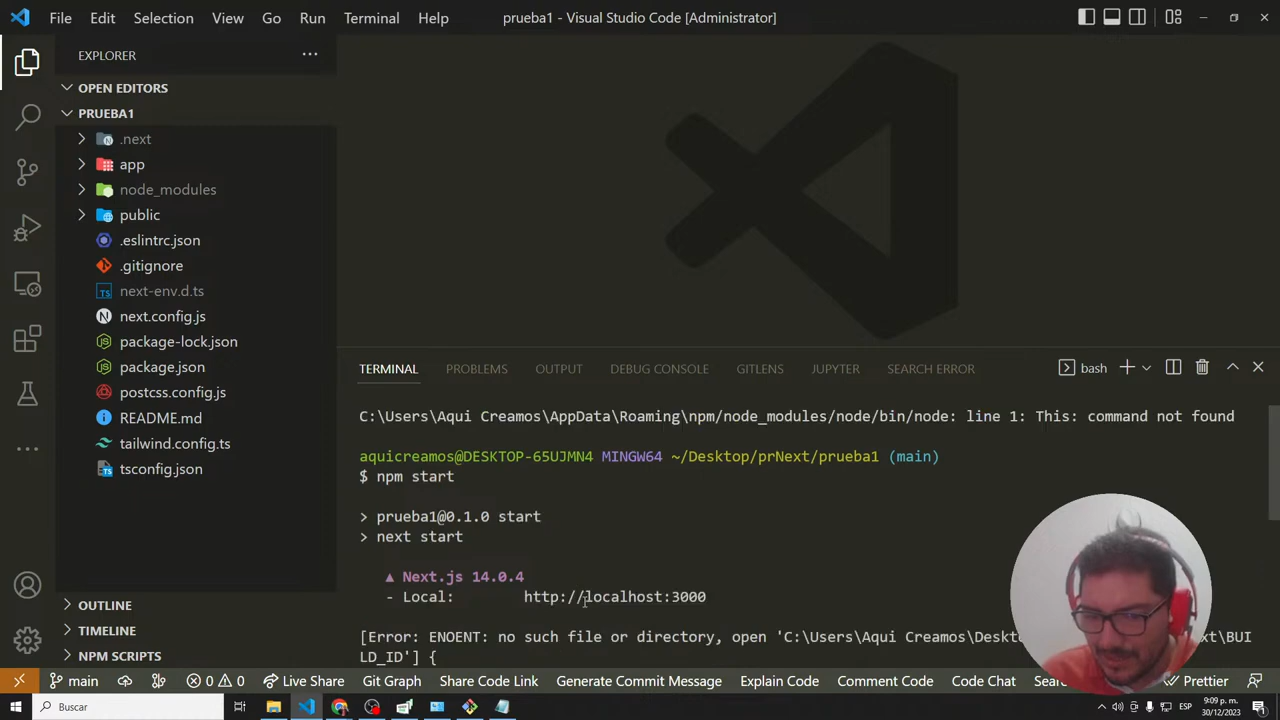 File Edit Selection View Go Run Terminal Help prueba1 - Visual Studio Code [Administrator]
EXPLORER ...
OPEN EDITORS
PRUEBA1
.next
app
node_modules
public
.eslintrc.json
.gitignore
next-env.d.ts
next.config.js
package-lock.json
package.json
postcss.config.js
README.md
tailwind.config.ts
tsconfig.json
OUTLINE
TIMELINE
NPM SCRIPTS
TERMINAL PROBLEMS OUTPUT DEBUG CONSOLE GITLENS JUPYTER SEARCH ERROR bash
C:\Users\Aqui Creamos\AppData\Roaming\npm/node_modules/node/bin/node: line 1: This: command not found
aquicreamos@DESKTOP-65UJMN4 MINGW64 ~/Desktop/prNext/prueba1 (main)
$ npm start
> prueba1@0.1.0 start
> next start
▲ Next.js 14.0.4
- Local: http://localhost:3000
[Error: ENOENT: no such file or directory, open 'C:\Users\Aqui Creamos\Deskto xt\BUI
LD_ID'] {
main 0 0 Live Share Git Graph Share Code Link Generate Commit Message Explain Code Comment Code Code Chat Sear Prettier
Buscar ESP 9:09 p. m.
30/12/2023